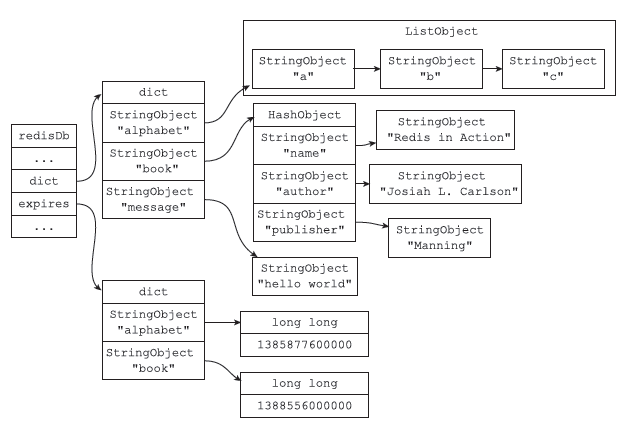 redisDb
...
dict
expires
...
dict
StringObject
"alphabet"
StringObject
"book"
StringObject
"message"
ListObject
StringObject
"a"
StringObject
"b"
StringObject
"c"
HashObject
StringObject
"name"
StringObject
"author"
StringObject
"publisher"
StringObject
"Redis in Action"
StringObject
"Josiah L. Carlson"
StringObject
"Manning"
StringObject
"hello world"
dict
StringObject
"alphabet"
StringObject
"book"
long long
1385877600000
long long
1388556000000